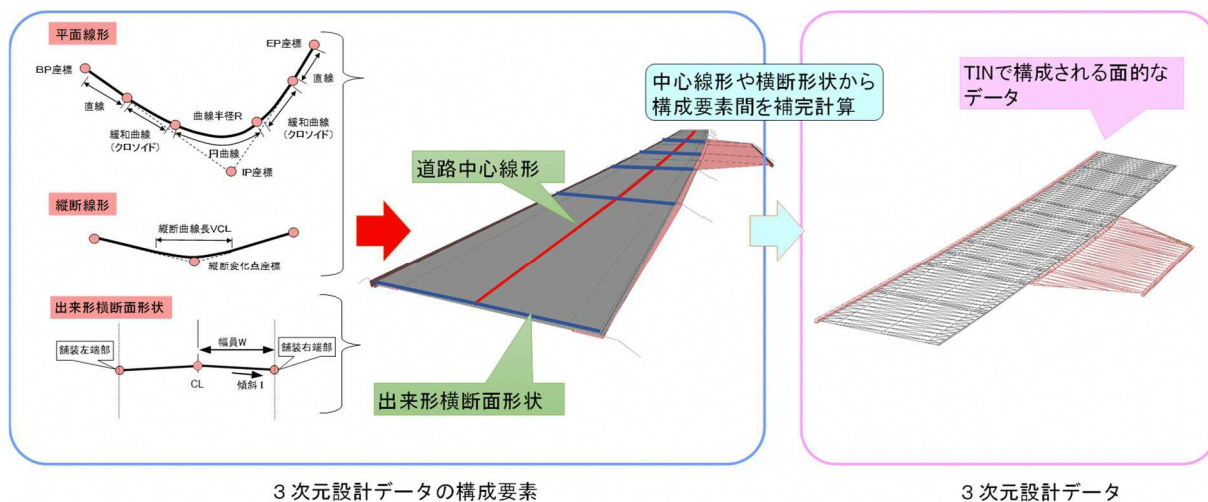 平面線形
EP座標
BP座標
直線
直線
曲線半径R
緩和曲線
(クロソイド)
緩和曲線
(クロソイド)
円曲線
IP座標
縦断線形
縦断曲線長VCL
縦断変化点座標
出来形横断面形状
幅員W
舗装左端部
舗装右端部
CL
傾斜 I
道路中心線形
出来形横断面形状
中心線形や横断形状から
構成要素間を補完計算
TINで構成される面的な
データ
3次元設計データの構成要素
3次元設計データ